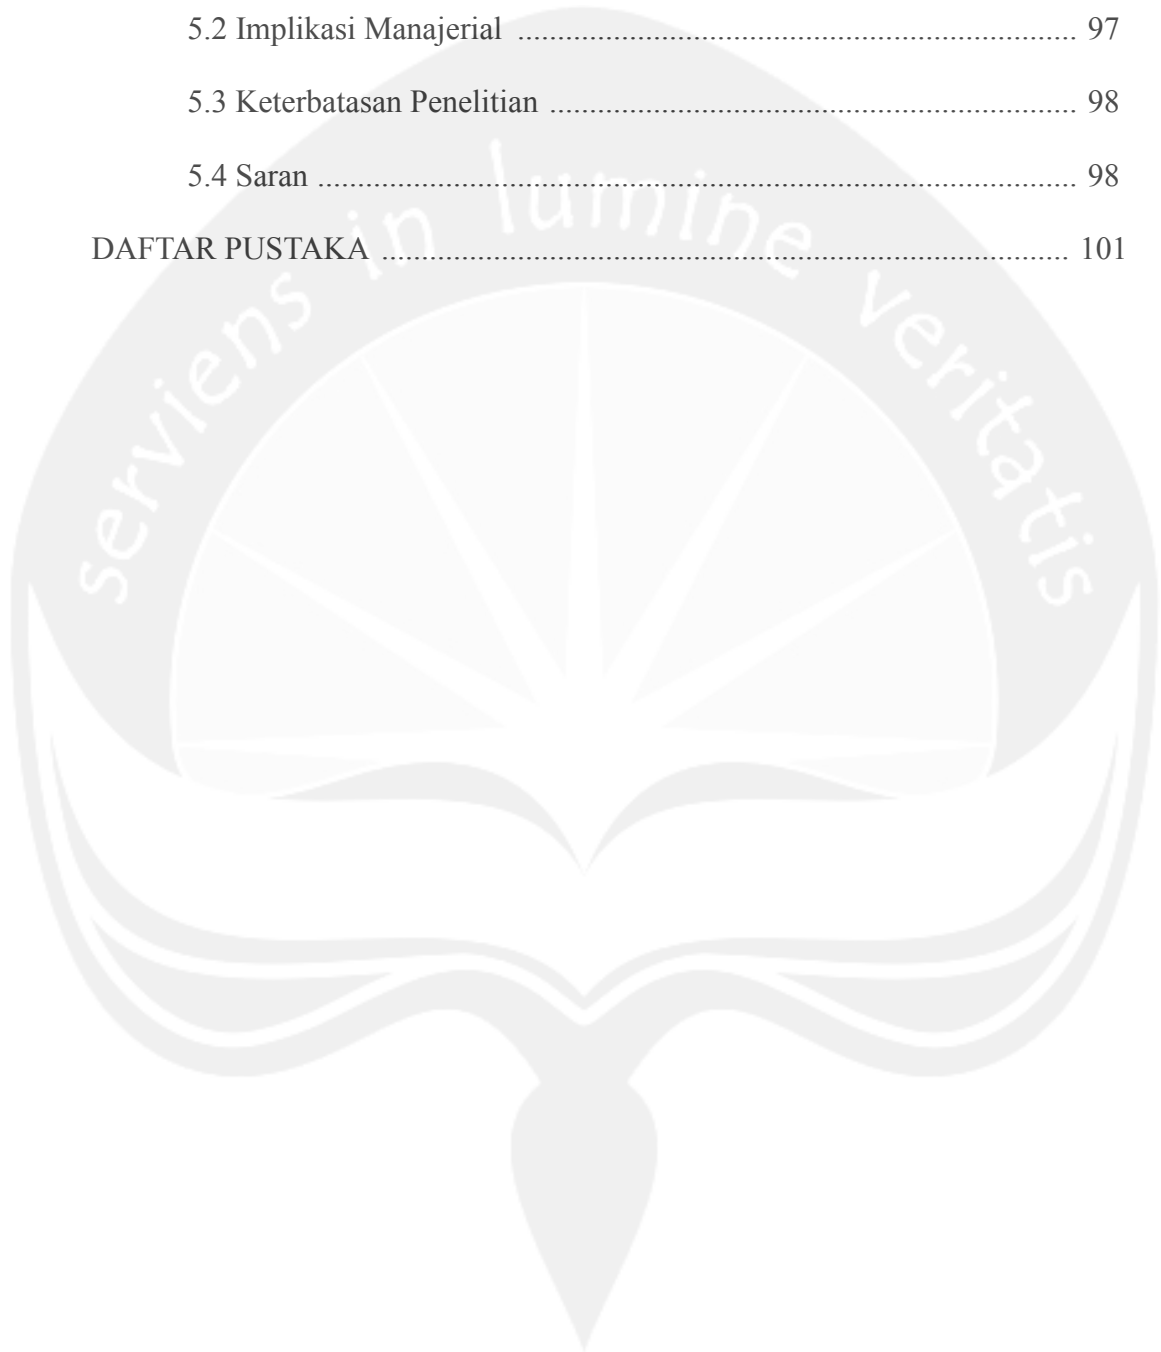 5.2 Implikasi Manajerial ........................................................................ 97
5.3 Keterbatasan Penelitian ................................................................... 98
5.4 Saran ................................................................................................. 98
DAFTAR PUSTAKA ........................................................................................ 101
serviens in lumine veritatis